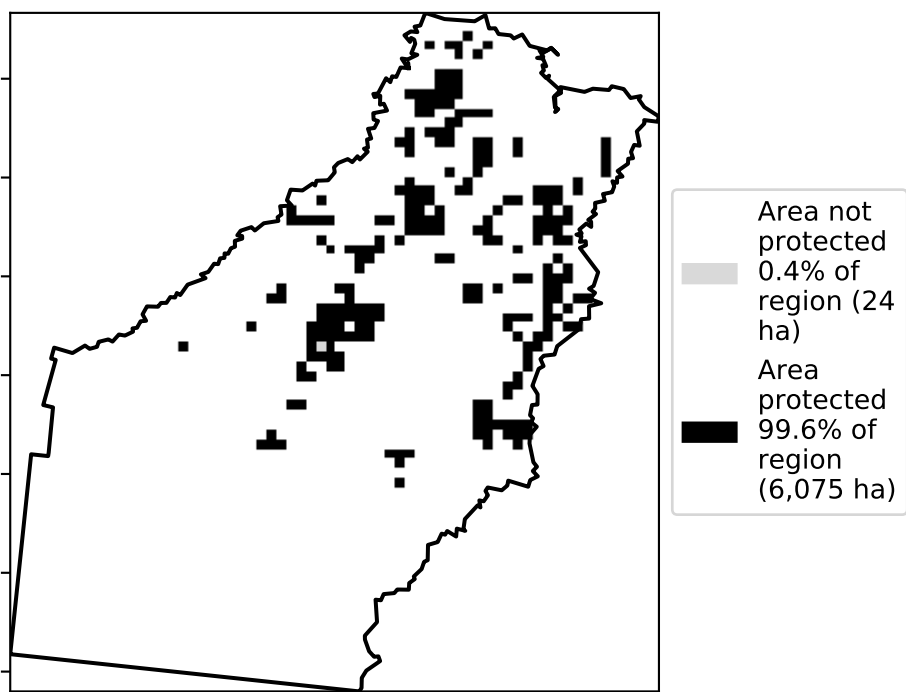 Area not
protected
0.4% of
region (24
ha)
Area
protected
99.6% of
region
(6,075 ha)